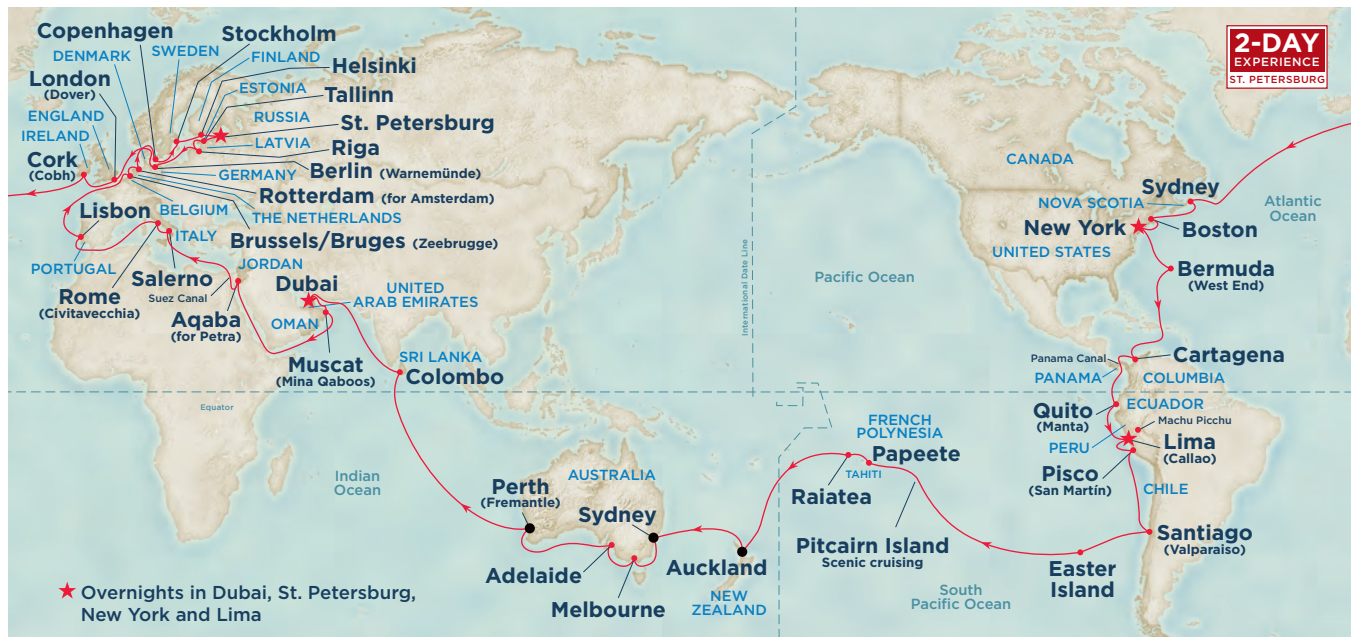 Copenhagen
Stockholm
DENMARK
SWEDEN
FINLAND
London
(Dover)
Helsinki
ESTONIA
Tallinn
ENGLAND
RUSSIA
St. Petersburg
IRELAND
LATVIA
Riga
Cork
(Cobh)
GERMANY
Berlin (Warnemünde)
Rotterdam (for Amsterdam)
Lisbon
BELGIUM
THE NETHERLANDS
ITALY
Brussels/Bruges (Zeebrugge)
PORTUGAL
Salerno
JORDAN
Suez Canal
Dubai
UNITED
ARAB EMIRATES
Rome
(Civitavecchia)
Aqaba
(for Petra)
OMAN
Muscat
(Mina Qaboos)
SRI LANKA
Colombo
Equator
Indian
Ocean
AUSTRALIA
Perth
(Fremantle)
Sydney
Adelaide
Melbourne
Auckland
NEW
ZEALAND
International Date Line
Pacific Ocean
FRENCH
POLYNESIA
Papeete
TAHITI
Raiatea
Pitcairn Island
Scenic cruising
South
Pacific Ocean
Easter
Island
2-DAY
EXPERIENCE
ST. PETERSBURG
CANADA
Sydney
NOVA SCOTIA
Atlantic
Ocean
New York
Boston
UNITED STATES
Bermuda
(West End)
Panama Canal
Cartagena
PANAMA
COLUMBIA
Quito
(Manta)
ECUADOR
Machu Picchu
PERU
Lima
(Callao)
Pisco
(San Martín)
CHILE
Santiago
(Valparaiso)
Overnights in Dubai, St. Petersburg,
New York and Lima